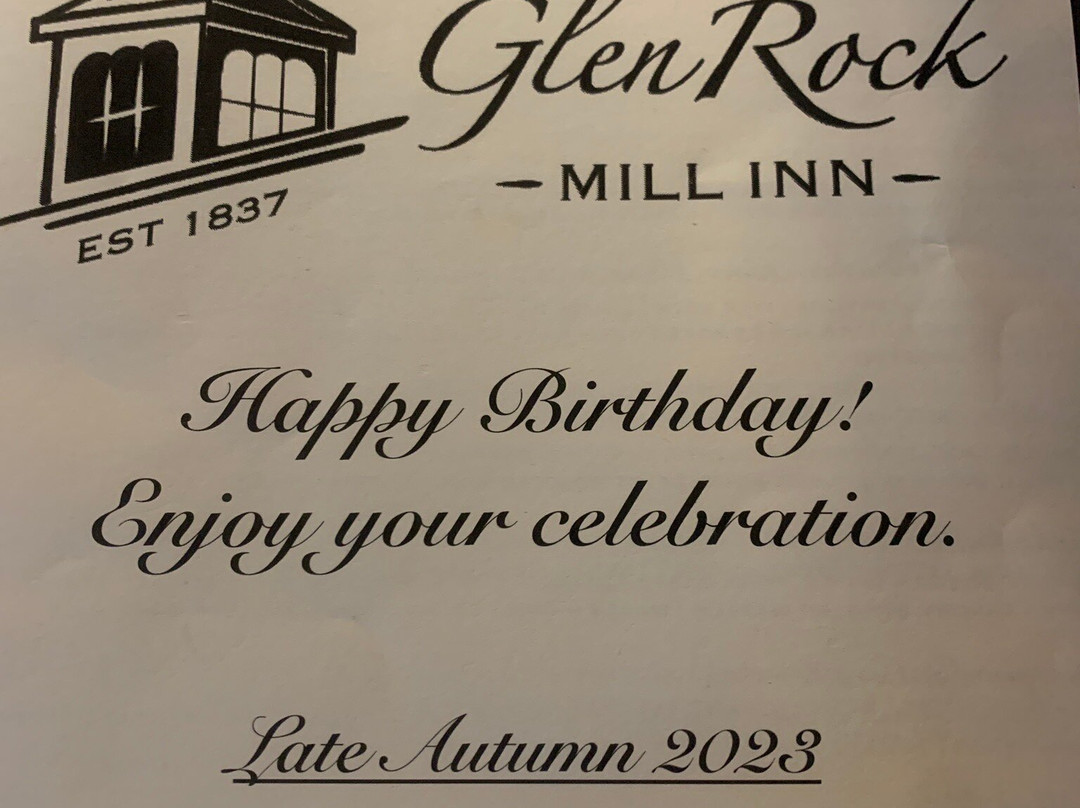 Glen Rock
– MILL INN –
EST 1837
Happy Birthday!
Enjoy your celebration.
Late Autumn 2023